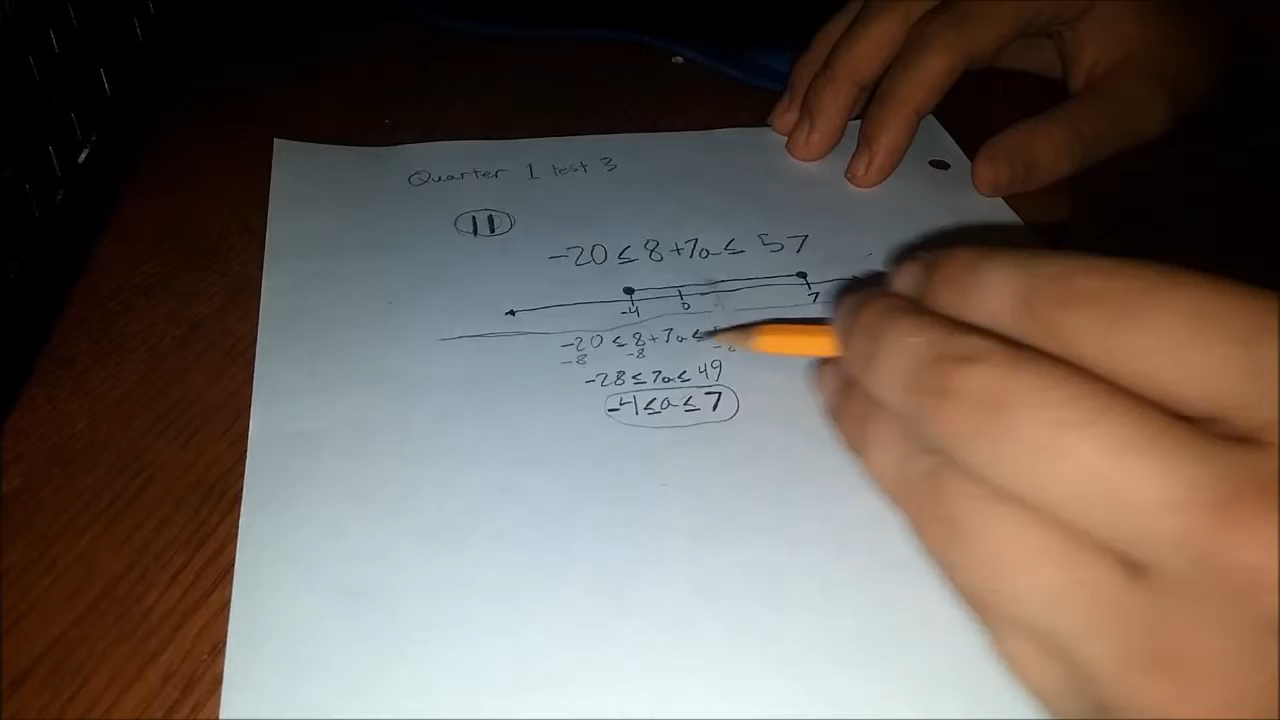 Quarter 1 test 3
11
-20 ≤ 8+7a ≤ 57
-4 0 7
-20 ≤ 8+7a ≤
-8 -8 -8
-28 ≤ 7a ≤ 49
-4 ≤ a ≤ 7